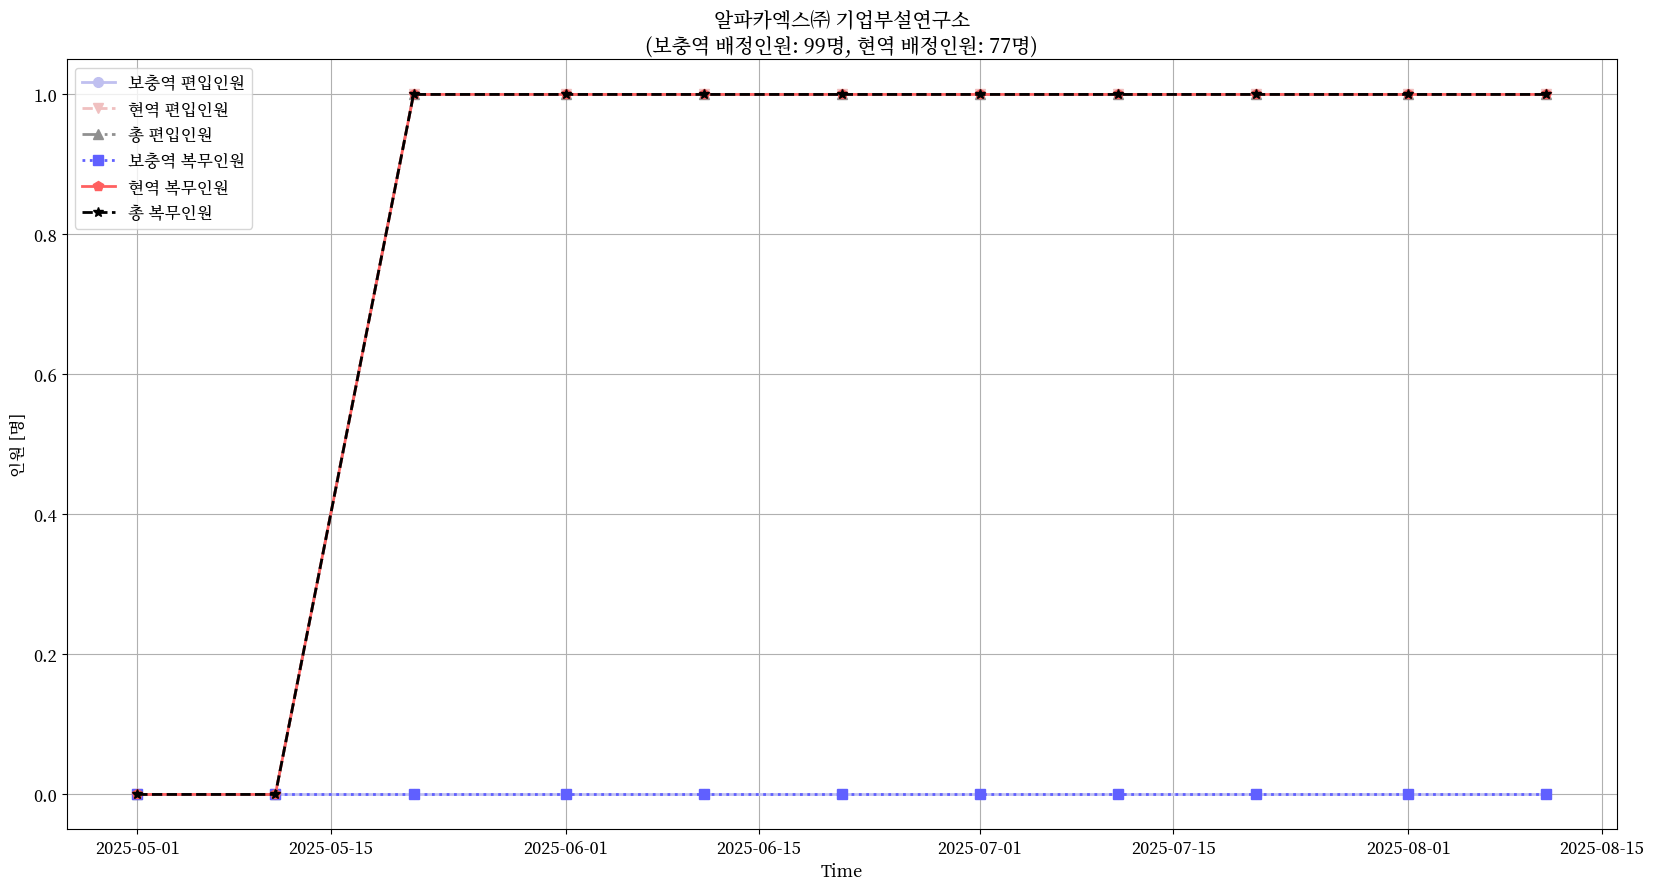 알파카엑스㈜ 기업부설연구소
(보충역 배정인원: 99명, 현역 배정인원: 77명)
보충역 편입인원
현역 편입인원
총 편입인원
보충역 복무인원
현역 복무인원
총 복무인원
1.0
0.8
0.6
0.4
0.2
0.0
인원 [명]
2025-05-01
2025-05-15
2025-06-01
2025-06-15
2025-07-01
2025-07-15
2025-08-01
2025-08-15
Time